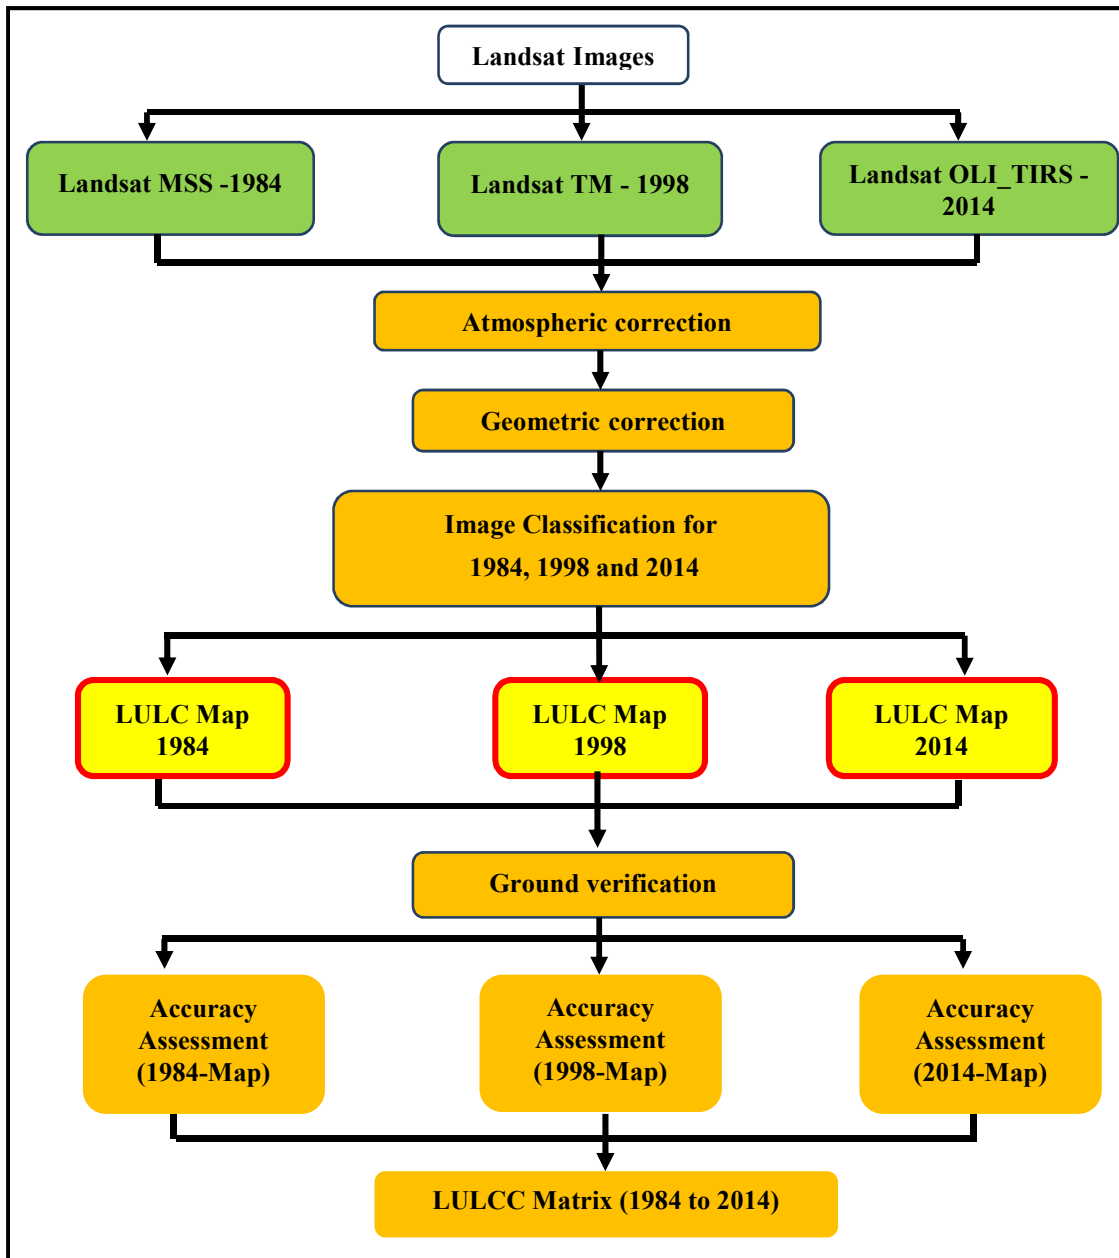 Landsat Images
Landsat MSS -1984
Landsat TM - 1998
Landsat OLI_TIRS -
2014
Atmospheric correction
Geometric correction
Image Classification for
1984, 1998 and 2014
LULC Map
1984
LULC Map
1998
LULC Map
2014
Ground verification
Accuracy
Assessment
(1984-Map)
Accuracy
Assessment
(1998-Map)
Accuracy
Assessment
(2014-Map)
LULCC Matrix (1984 to 2014)